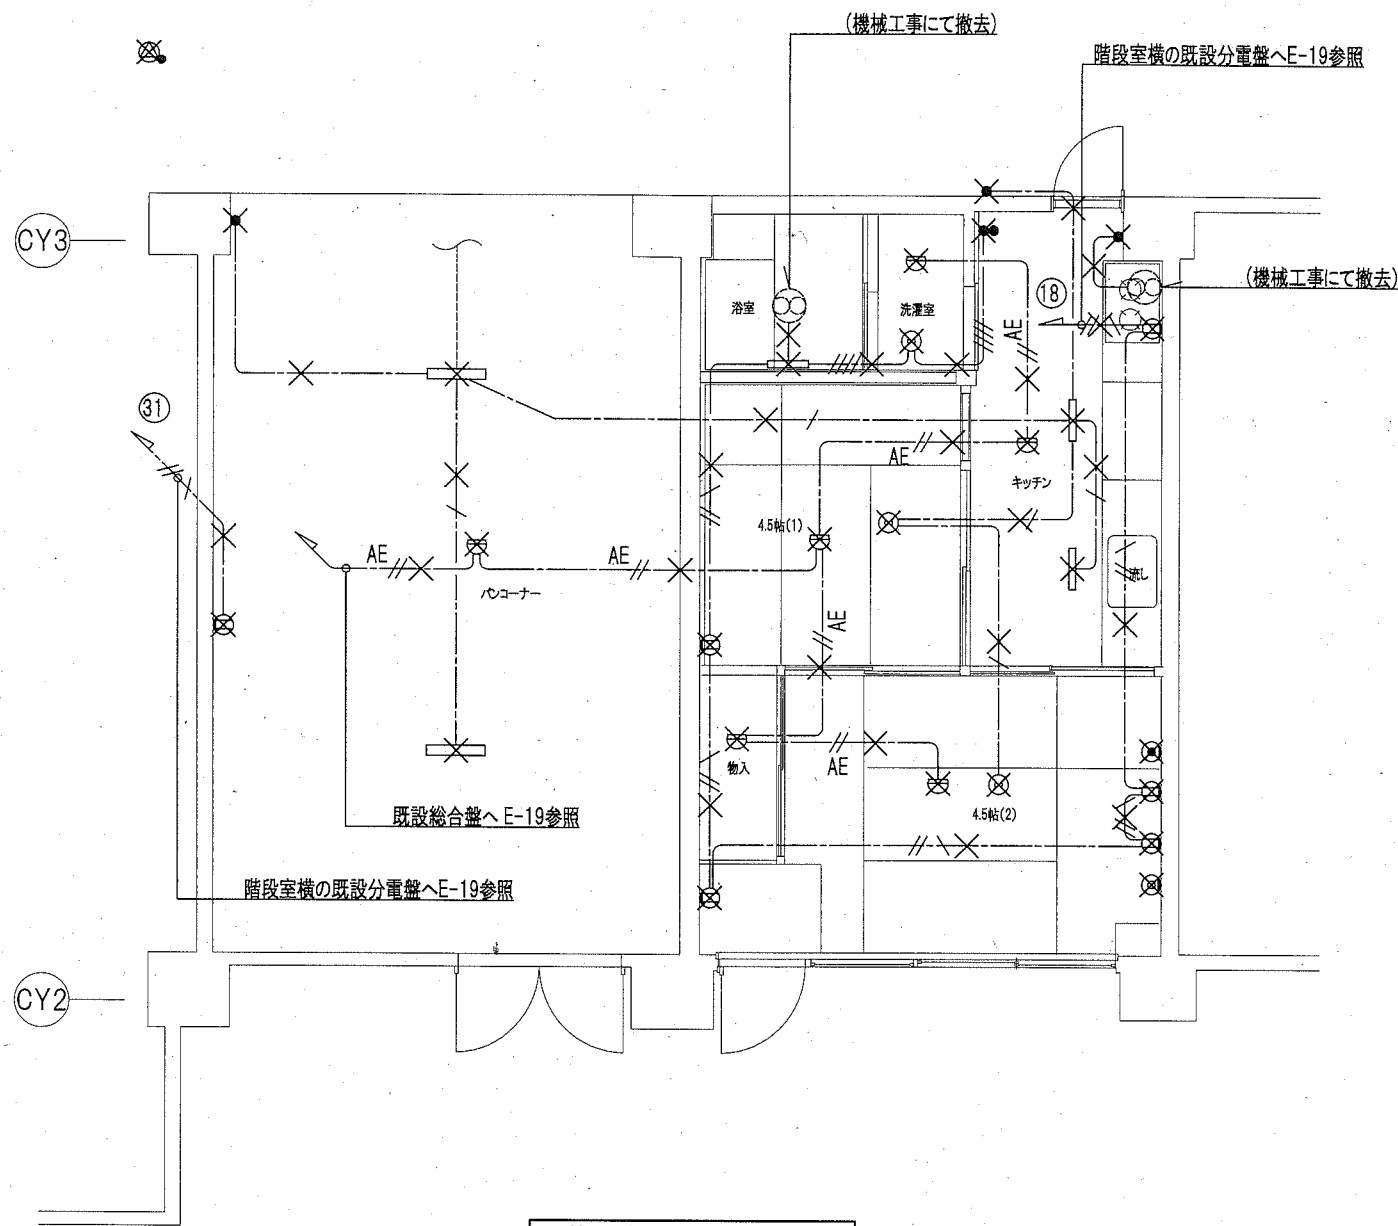 (機械工事にて撤去)
階段室横の既設分電盤へE-19参照
CY3
(機械工事にて撤去)
18
浴室
洗濯室
AE
31
AE
キッチン
4.5帖(1)
AE
AE
パンコーナー
流し
AE
物入
AE
4.5帖(2)
既設総合盤へ E-19参照
階段室横の既設分電盤へE-19参照
CY2